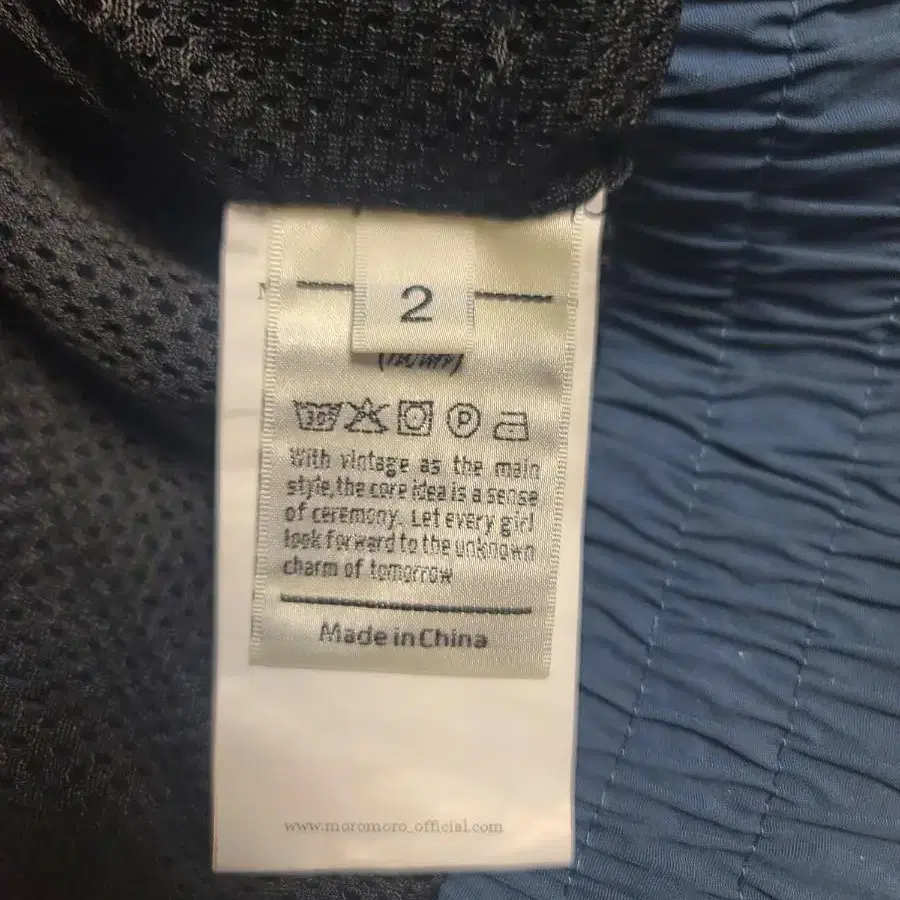 2
30°
P
With vintage as the main
style,the core idea is a sense
of ceremony. Let every girl
look forward to the unknown
charm of tomorrow
Made in China
www.moromoro_official.com